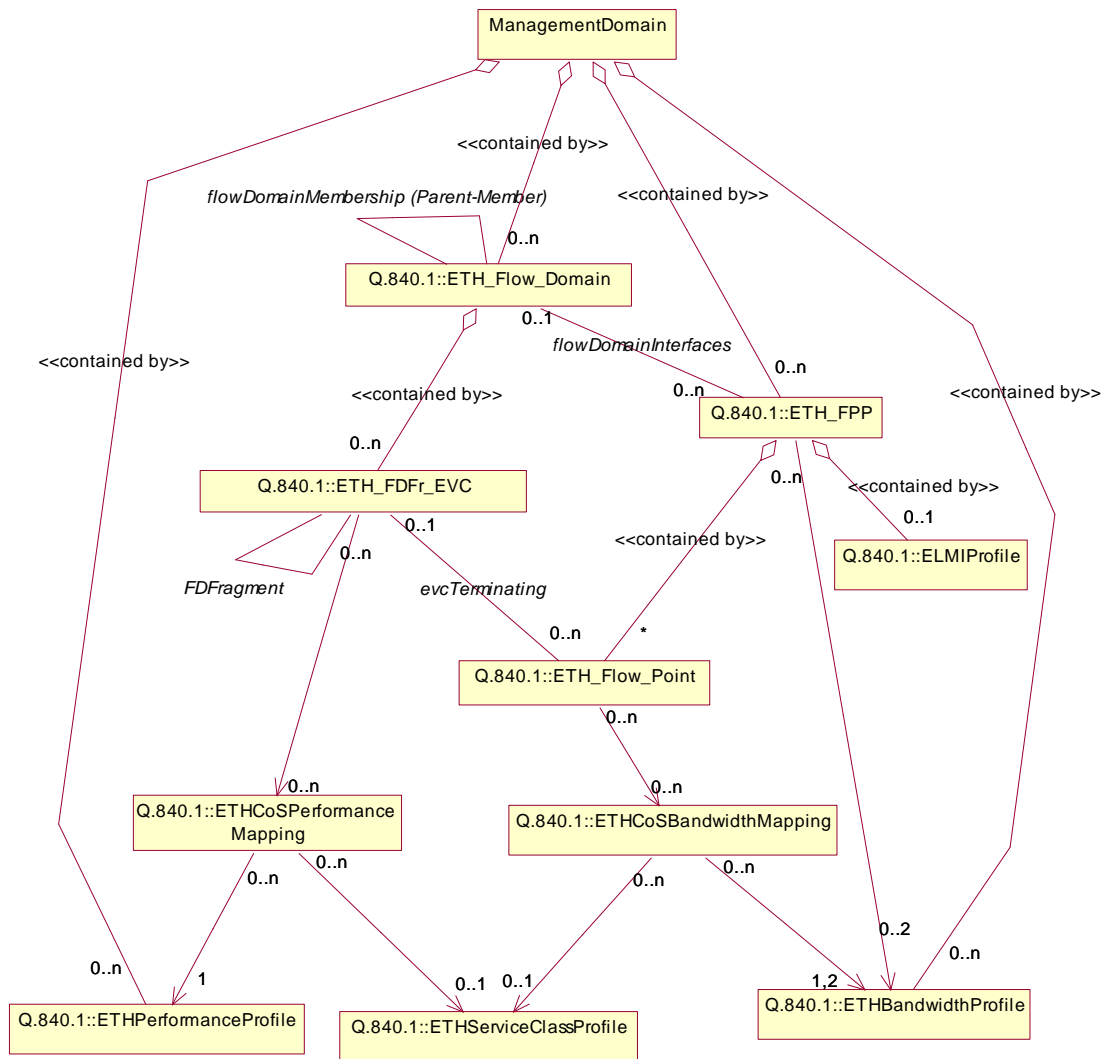 ManagementDomain
<<contained by>>
flowDomainMembership (Parent-Member)
<<contained by>>
0..n
Q.840.1::ETH_Flow_Domain
0..1
flowDomainInterfaces
<<contained by>>
0..n
<<contained by>>
0..n
<<contained by>>
Q.840.1::ETH_FPP
0..n
0..n
<<contained by>>
Q.840.1::ETH_FDFr_EVC
0..1
0..1
<<contained by>>
Q.840.1::ELMIProfile
0..n
FDFragment
evcTerminating
0..n
*
Q.840.1::ETH_Flow_Point
0..n
0..n
0..n
Q.840.1::ETHCoSPerformance
Mapping
Q.840.1::ETHCoSBandwidthMapping
0..n
0..n
0..n
0..n
0..2
0..n
1
0..1
0..1
1,2
0..n
Q.840.1::ETHPerformanceProfile
Q.840.1::ETHServiceClassProfile
Q.840.1::ETHBandwidthProfile